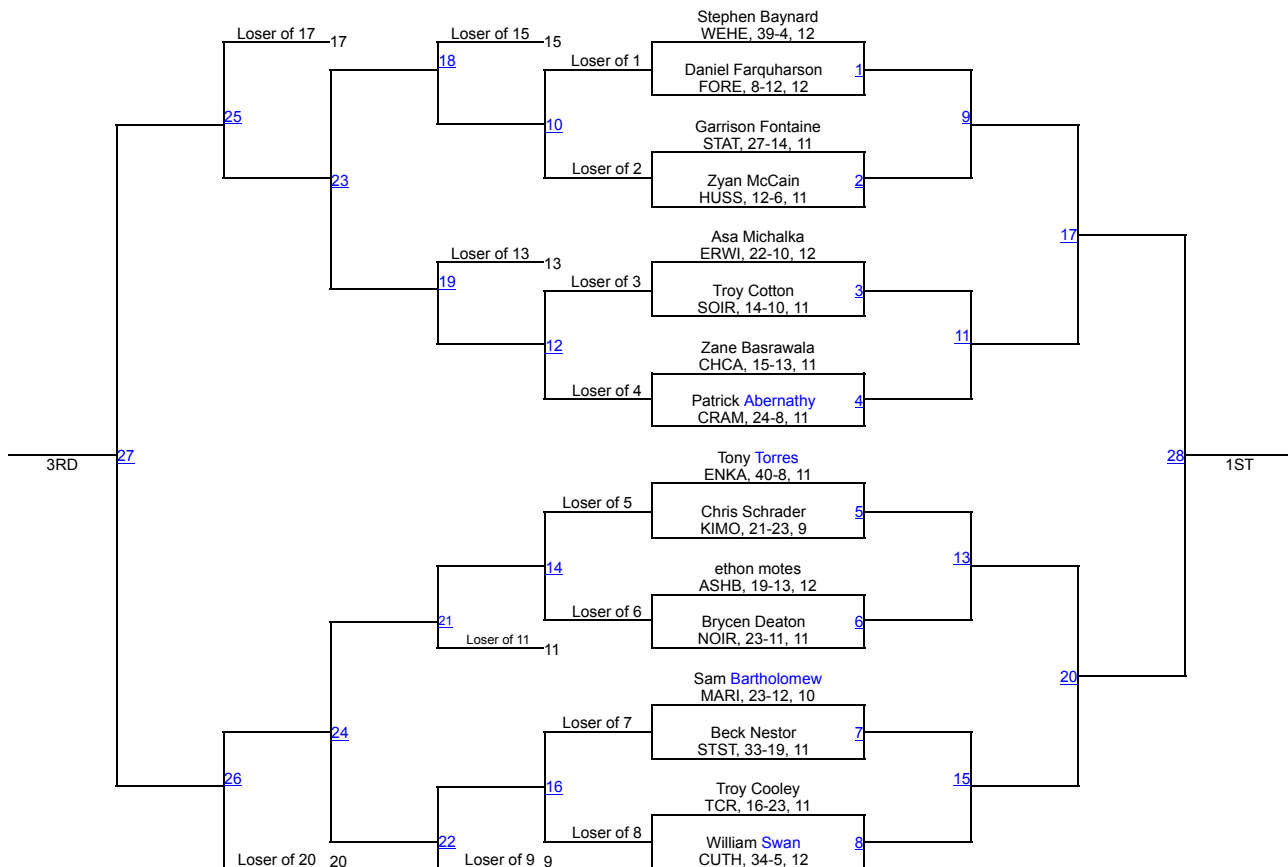 Stephen Baynard
WEHE, 39-4, 12
Loser of 17
17
Loser of 15
15
18
Loser of 1
Daniel Farquharson
FORE, 8-12, 12
1
25
10
9
Garrison Fontaine
STAT, 27-14, 11
Loser of 2
Zyan McCain
HUSS, 12-6, 11
2
23
Asa Michalka
ERWI, 22-10, 12
17
Loser of 13
13
19
Loser of 3
Troy Cotton
SOIR, 14-10, 11
3
12
11
Zane Basrawala
CHCA, 15-13, 11
Loser of 4
Patrick Abernathy
CRAM, 24-8, 11
4
3RD
27
28
1ST
Tony Torres
ENKA, 40-8, 11
Loser of 5
Chris Schrader
KIMO, 21-23, 9
5
14
13
ethon motes
ASHB, 19-13, 12
Loser of 6
Brycen Deaton
NOIR, 23-11, 11
6
21
Loser of 11
11
Sam Bartholomew
MARI, 23-12, 10
20
Loser of 7
Beck Nestor
STST, 33-19, 11
7
24
26
16
15
Troy Cooley
TCR, 16-23, 11
Loser of 8
William Swan
CUTH, 34-5, 12
8
22
Loser of 20
20
Loser of 9
9